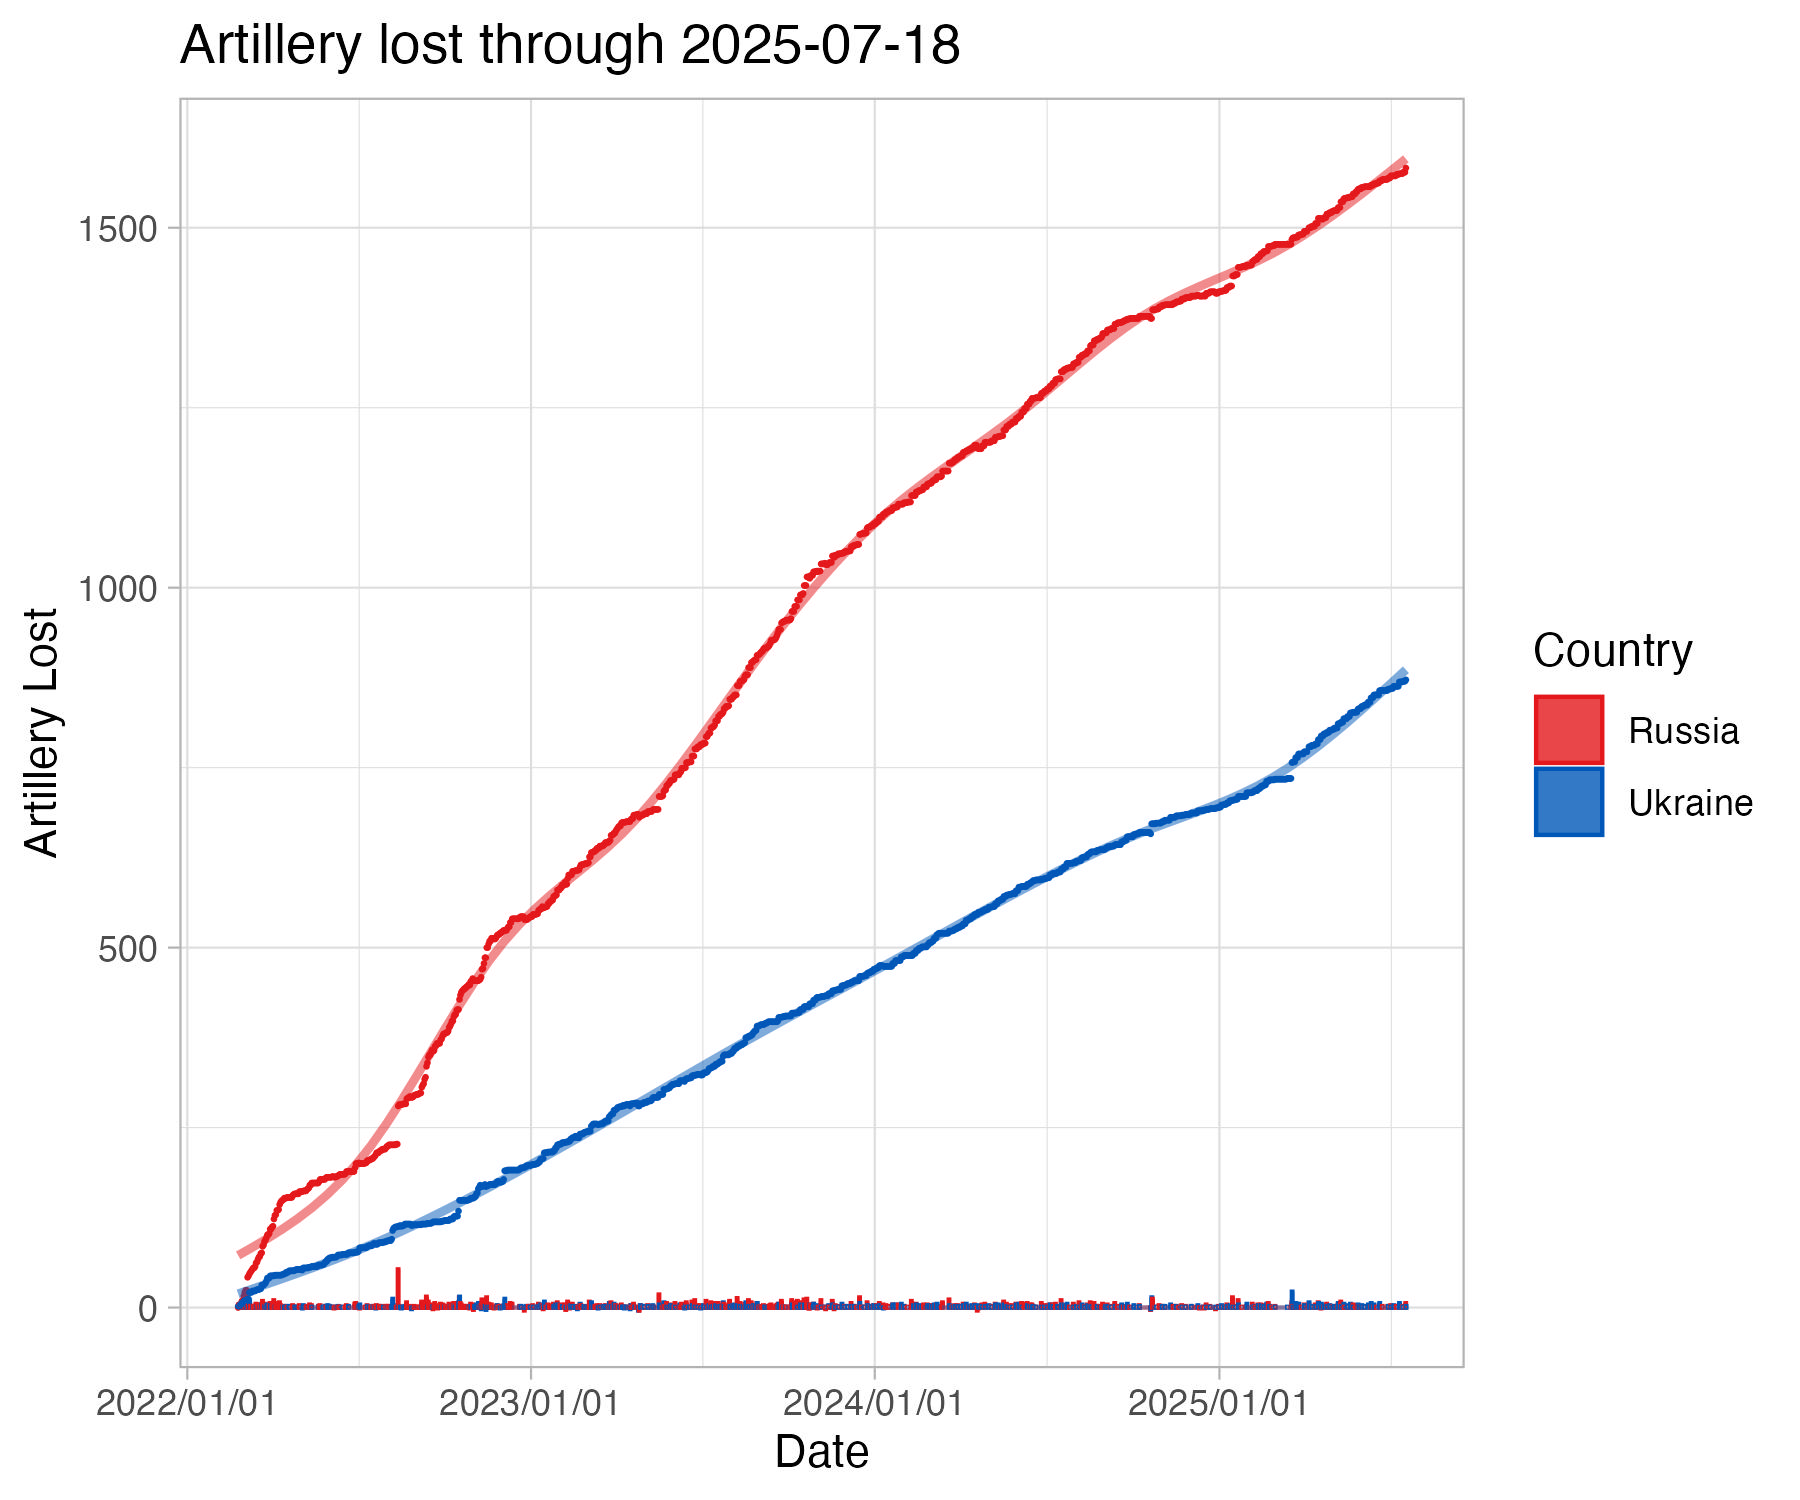 Artillery lost through 2025-07-18
Artillery Lost
1500
1000
500
0
2022/01/01
2023/01/01
2024/01/01
2025/01/01
Date
Country
Russia
Ukraine